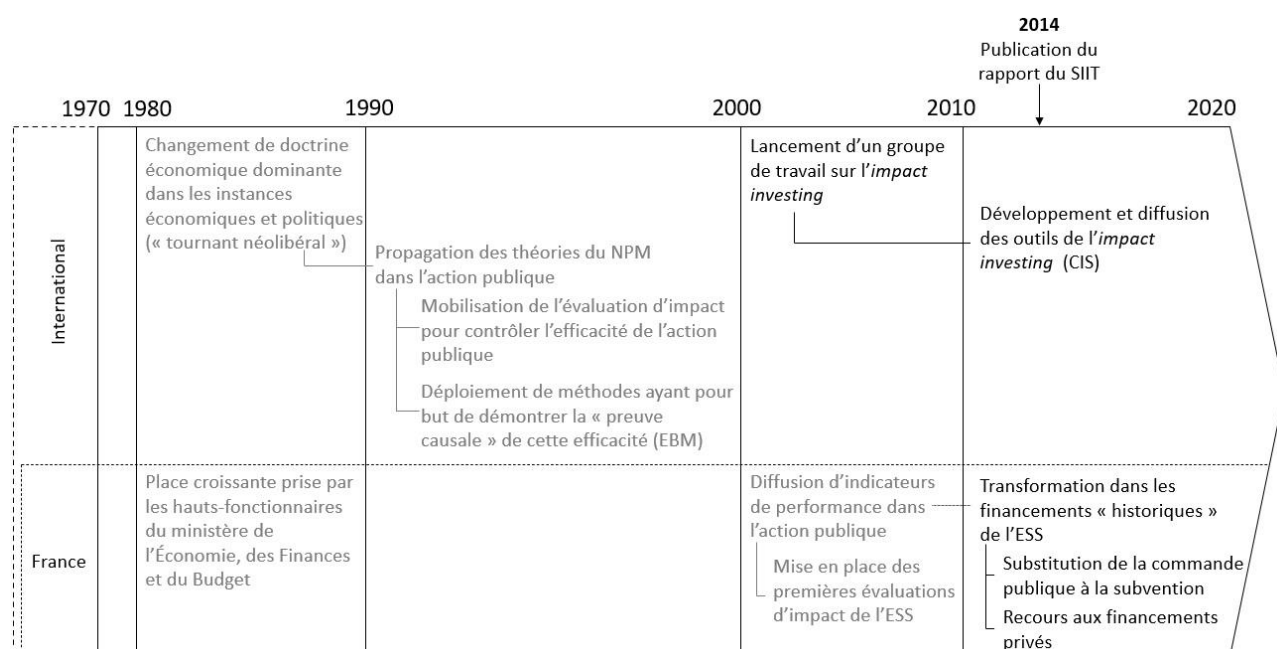 2014
Publication du
rapport du SIIT
1970 1980 1990 2000 2010 2020
International
Changement de doctrine
économique dominante
dans les instances
économiques et politiques
(« tournant néolibéral »)
Propagation des théories du NPM
dans l’action publique
Mobilisation de l’évaluation d’impact
pour contrôler l’efficacité de l’action
publique
Déploiement de méthodes ayant pour
but de démontrer la « preuve
causale » de cette efficacité (EBM)
Lancement d’un groupe
de travail sur l’impact
investing
Développement et diffusion
des outils de l’impact
investing (CIS)
France
Place croissante prise par
les hauts-fonctionnaires
du ministère de
l’Économie, des Finances
et du Budget
Diffusion d’indicateurs
de performance dans
l’action publique
Mise en place des
premières évaluations
d’impact de l’ESS
Transformation dans les
financements « historiques »
de l’ESS
Substitution de la commande
publique à la subvention
Recours aux financements
privés